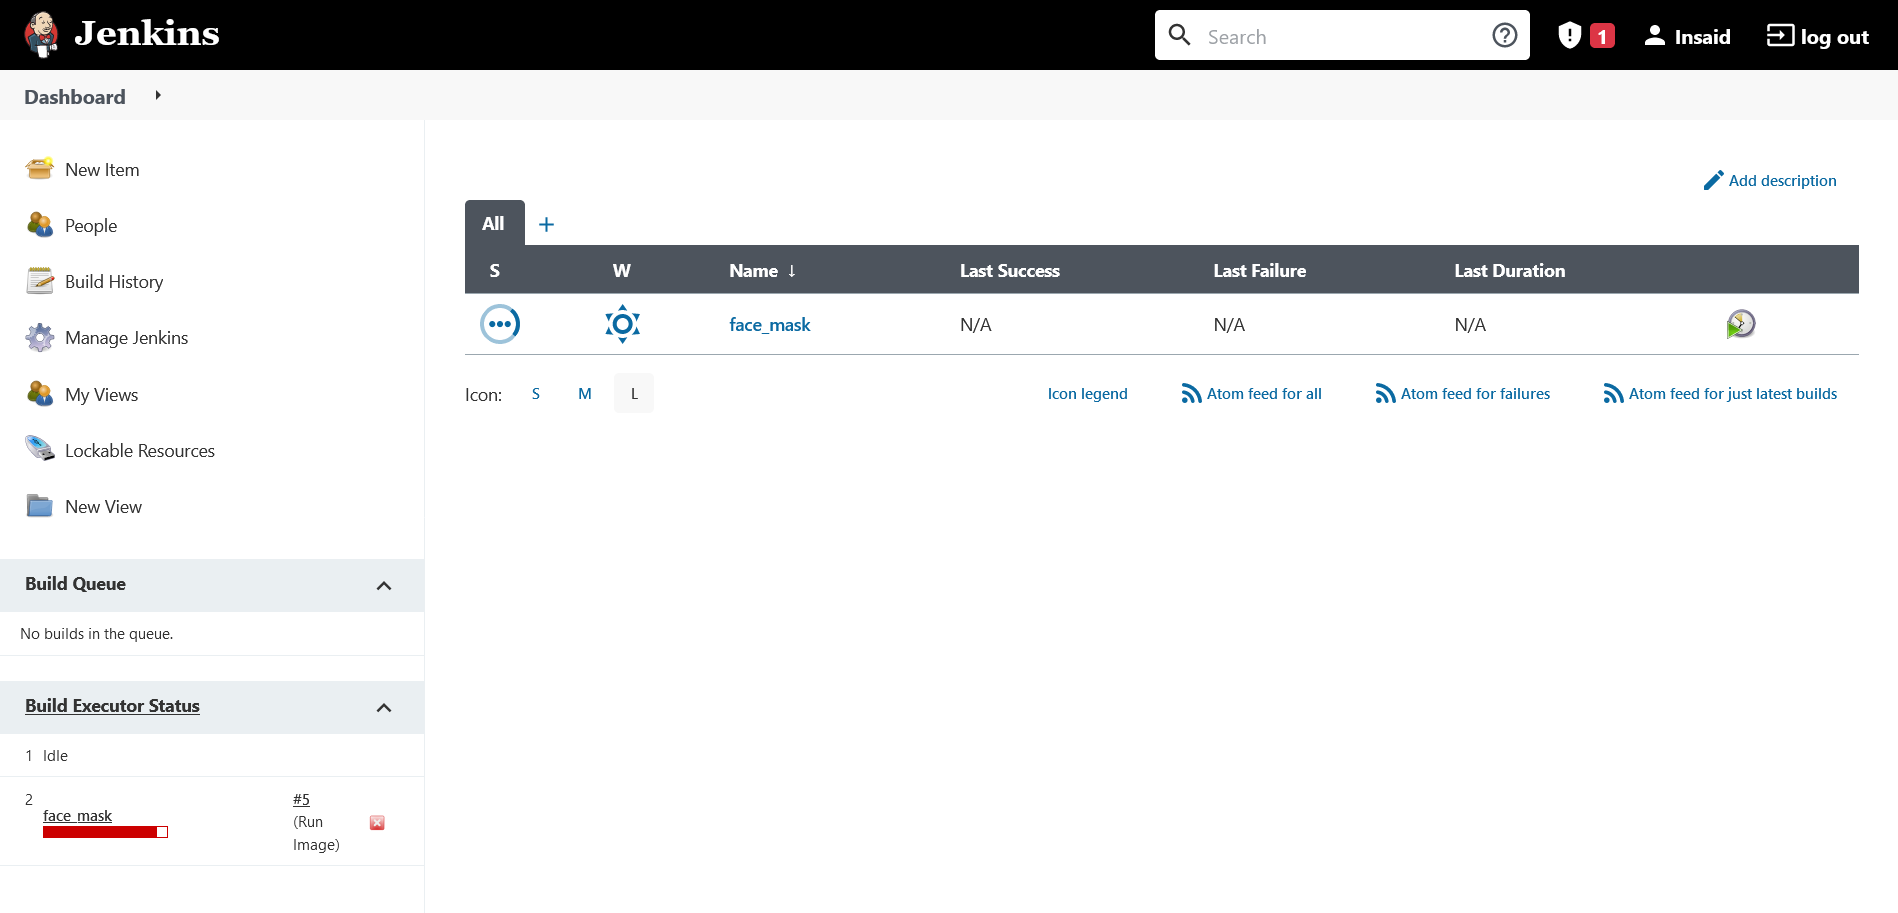 Jenkins
Search
1
Insaid
log out
Dashboard
New Item
People
Build History
Manage Jenkins
My Views
Lockable Resources
New View
Build Queue
No builds in the queue.
Build Executor Status
1 Idle
2 face_mask #5 (Run Image)
Add description
All +
S W Name ↓ Last Success Last Failure Last Duration
face_mask N/A N/A N/A
Icon: S M L
Icon legend Atom feed for all Atom feed for failures Atom feed for just latest builds